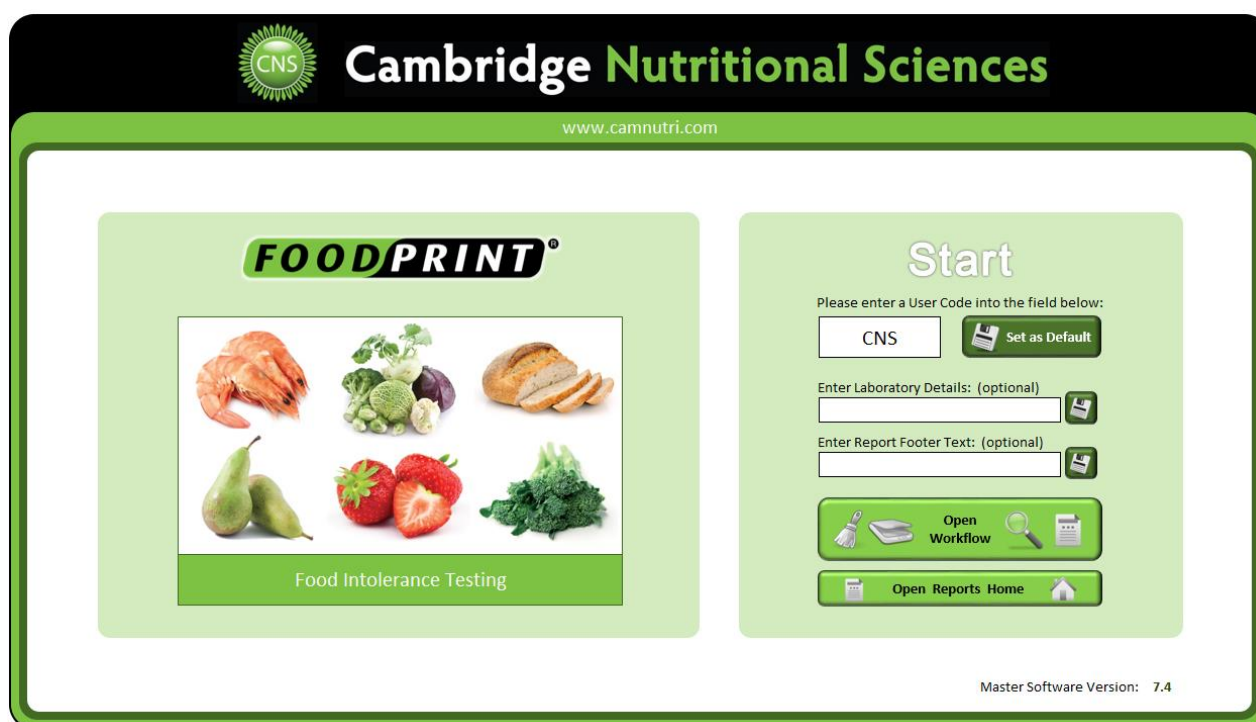 CNS
Cambridge Nutritional Sciences
www.camnutri.com
FOODPRINT®
Food Intolerance Testing
Start
Please enter a User Code into the field below:
CNS
Set as Default
Enter Laboratory Details: (optional)
Enter Report Footer Text: (optional)
Open
Workflow
Open Reports Home
Master Software Version: 7.4